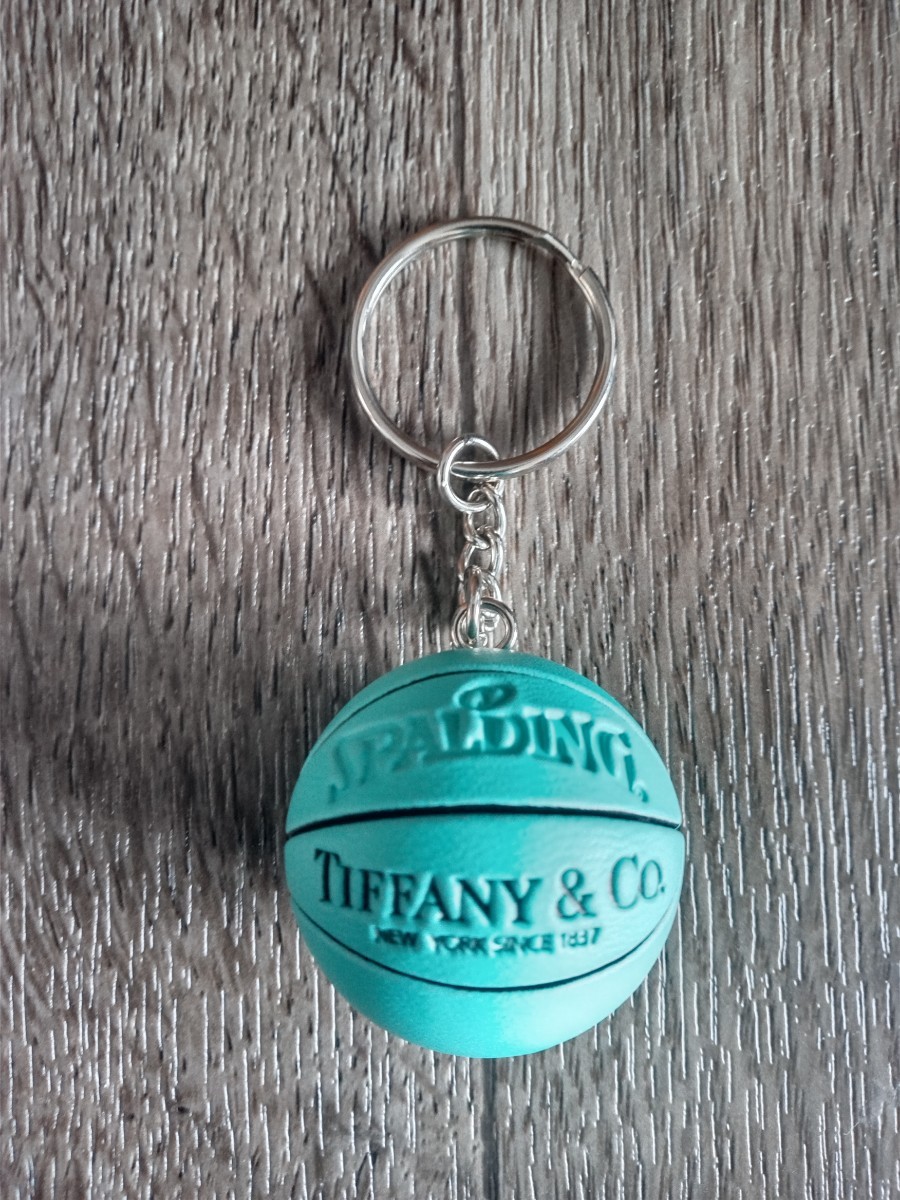 SPALDING
TIFFANY & CO.
NEW YORK SINCE 1837